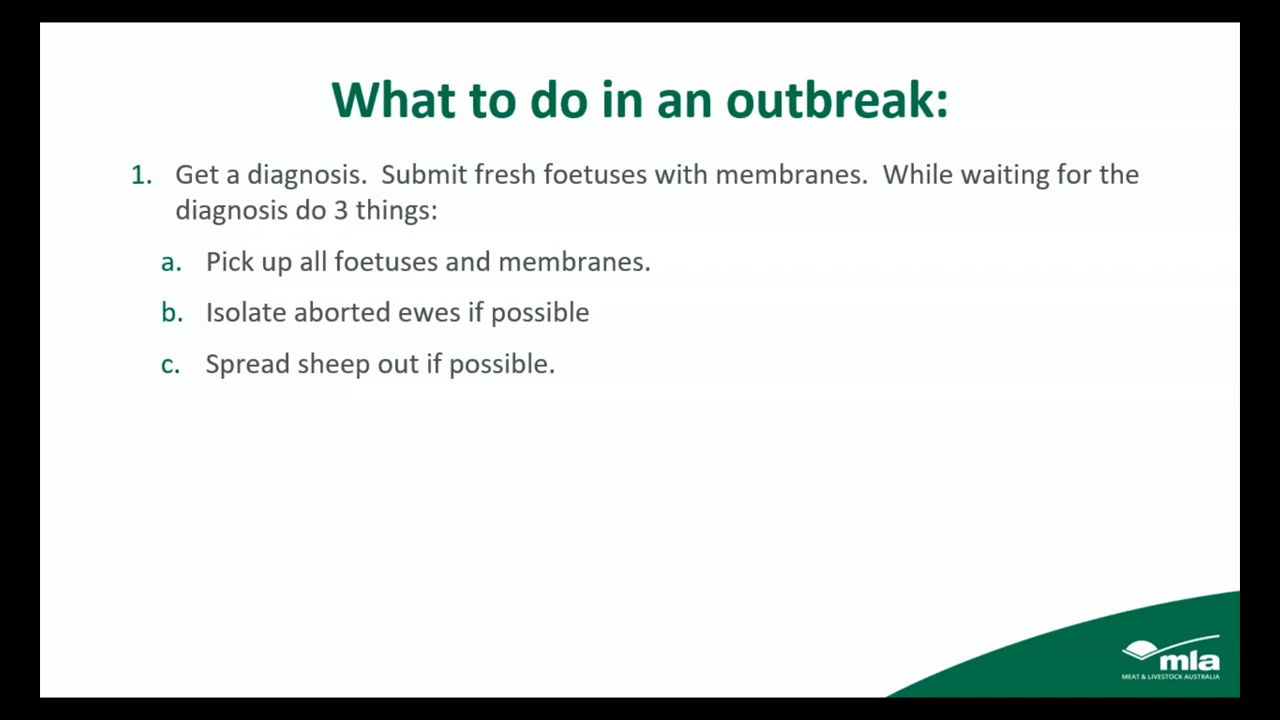 What to do in an outbreak:
1. Get a diagnosis.  Submit fresh foetuses with membranes.  While waiting for the
diagnosis do 3 things:
a. Pick up all foetuses and membranes.
b. Isolate aborted ewes if possible
c. Spread sheep out if possible.
mla
MEAT & LIVESTOCK AUSTRALIA